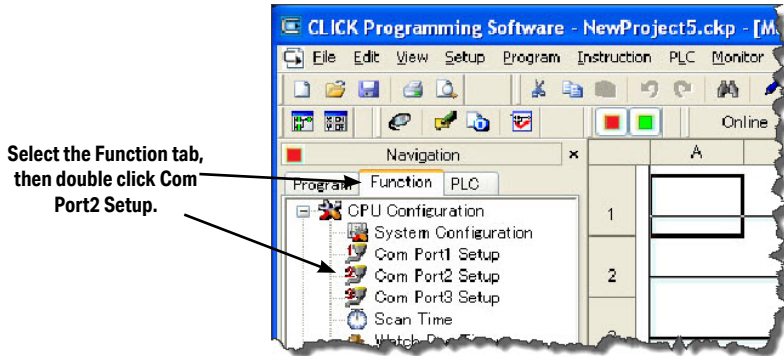 CLICK Programming Software - NewProject5.ckp - [M
File Edit View Setup Program Instruction PLC Monitor
Online
Select the Function tab,
then double click Com
Port2 Setup.
Navigation
Program Function PLC
A
CPU Configuration
System Configuration
Com Port1 Setup
Com Port2 Setup
Com Port3 Setup
Scan Time
1
2